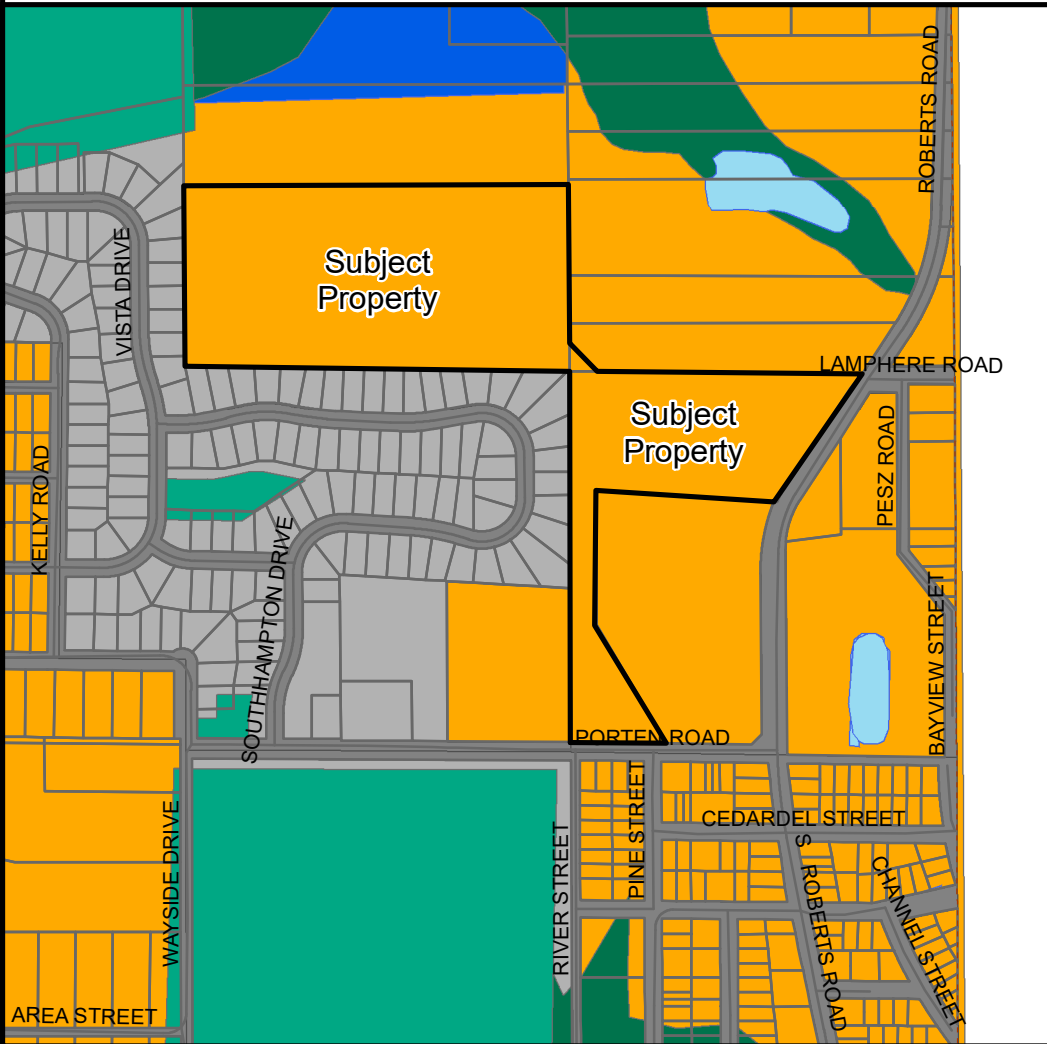 ROBERTS ROAD
Subject
Property
VISTA DRIVE
LAMPHERE ROAD
Subject
Property
PESZ ROAD
KELLY ROAD
SOUTHHAMPTON DRIVE
BAYVIEW STREET
PORTEN ROAD
PINE STREET
CEDARDEL STREET
WAYSIDE DRIVE
RIVER STREET
S ROBERTS ROAD
CHANNEL STREET
AREA STREET